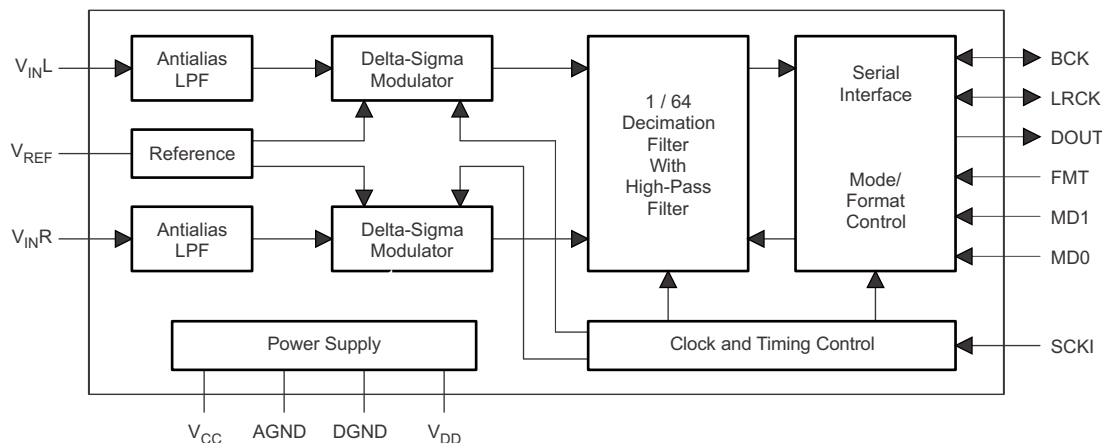 Antialias
LPF
Delta-Sigma
Modulator
1 / 64
Decimation
Filter
With
High-Pass
Filter
Serial
Interface
Mode/
Format
Control
Reference
Antialias
LPF
Delta-Sigma
Modulator
Power Supply
Clock and Timing Control
VINL
VREF
VINR
BCK
LRCK
DOUT
FMT
MD1
MD0
SCKI
VCC
AGND
DGND
VDD